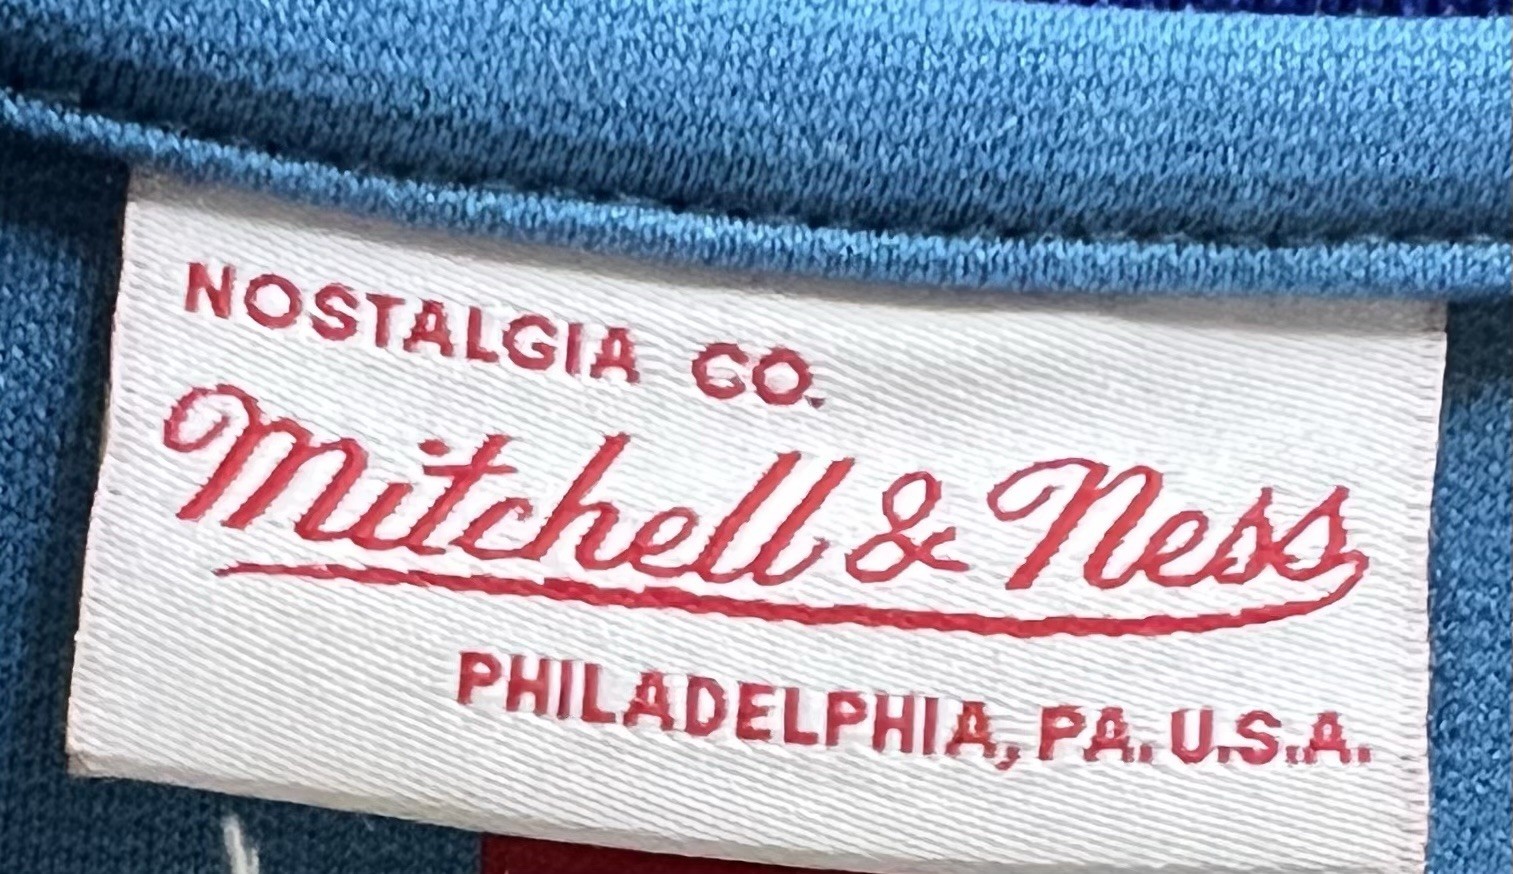 NOSTALGIA CO.
Mitchell & Ness
PHILADELPHIA, PA. U.S.A.